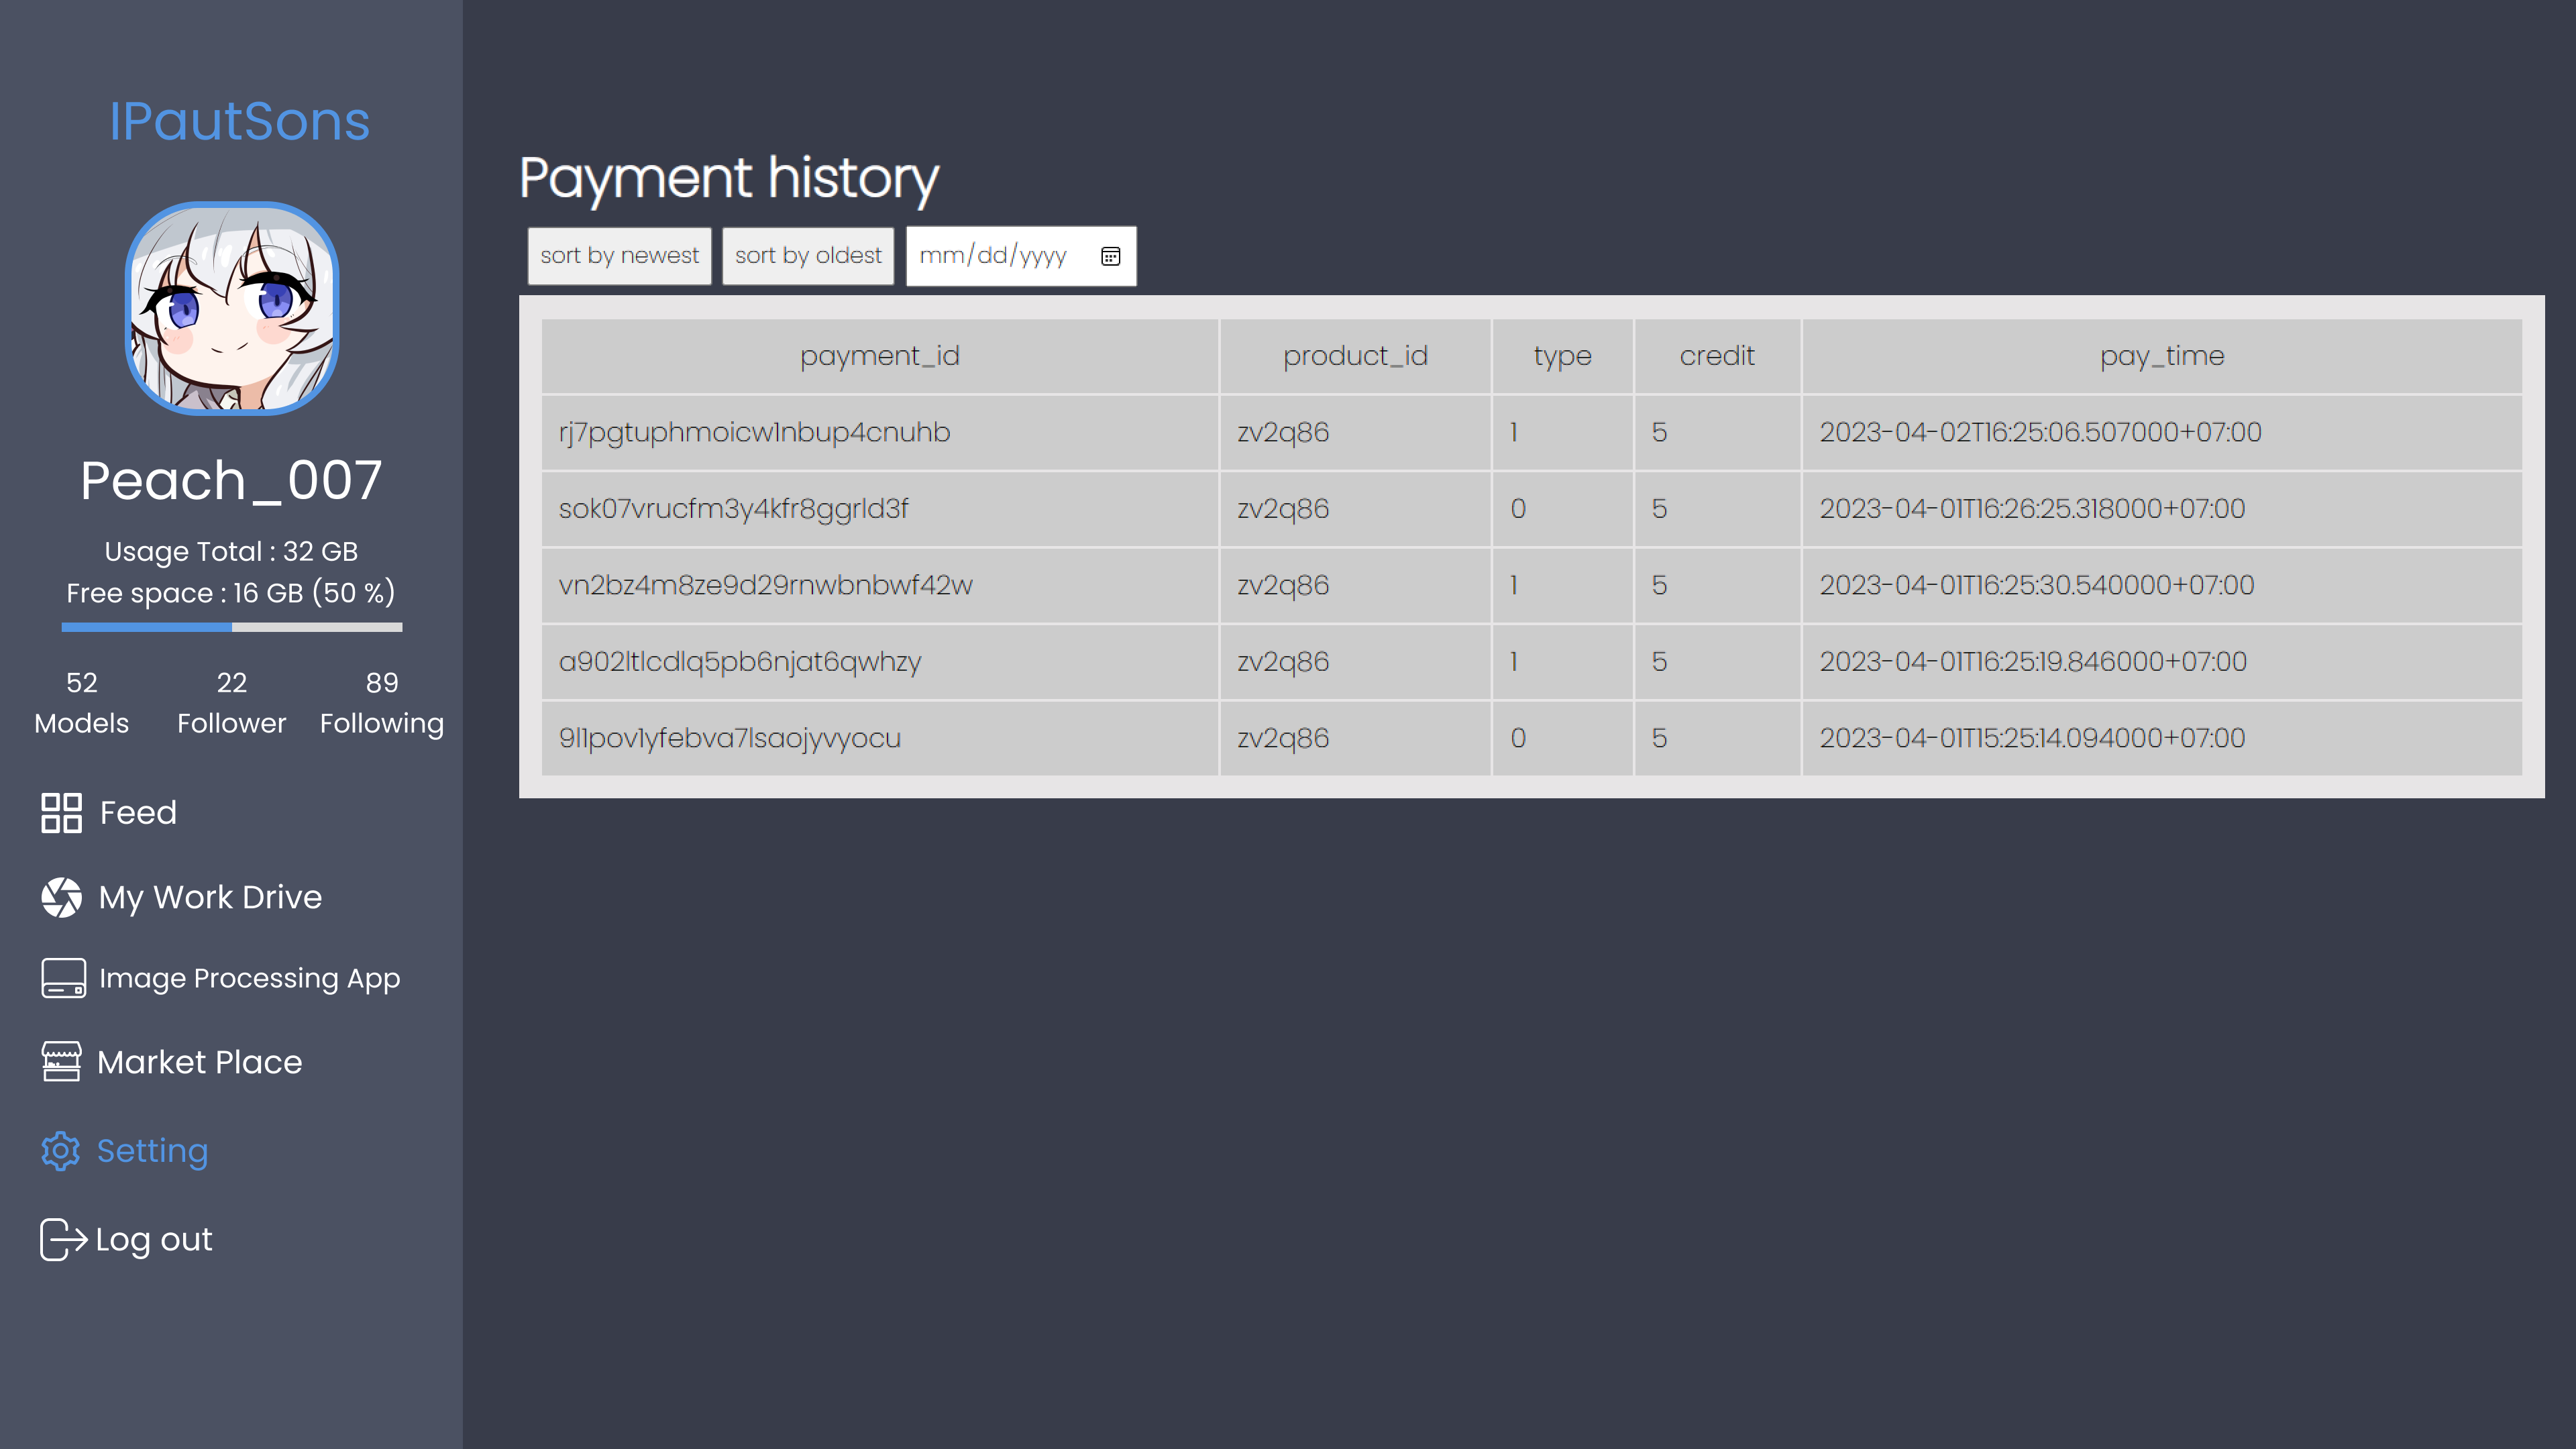 IPautSons
Peach_007
Usage Total : 32 GB
Free space : 16 GB (50 %)
52 22 89
Models Follower Following
Feed
My Work Drive
Image Processing App
Market Place
Setting
Log out
Payment history
sort by newest sort by oldest mm/dd/yyyy
payment_id product_id type credit pay_time
rj7pgtuphmoicw1nbup4cnuhb zv2q86 1 5 2023-04-02T16:25:06.507000+07:00
sok07vrucfm3y4kfr8ggrld3f zv2q86 0 5 2023-04-01T16:26:25.318000+07:00
vn2bz4m8ze9d29rnwbnbwf42w zv2q86 1 5 2023-04-01T16:25:30.540000+07:00
a902ltlcdlq5pb6njat6qwhzy zv2q86 1 5 2023-04-01T16:25:19.846000+07:00
9l1pov1yfebva7lsaojyvyocu zv2q86 0 5 2023-04-01T15:25:14.094000+07:00